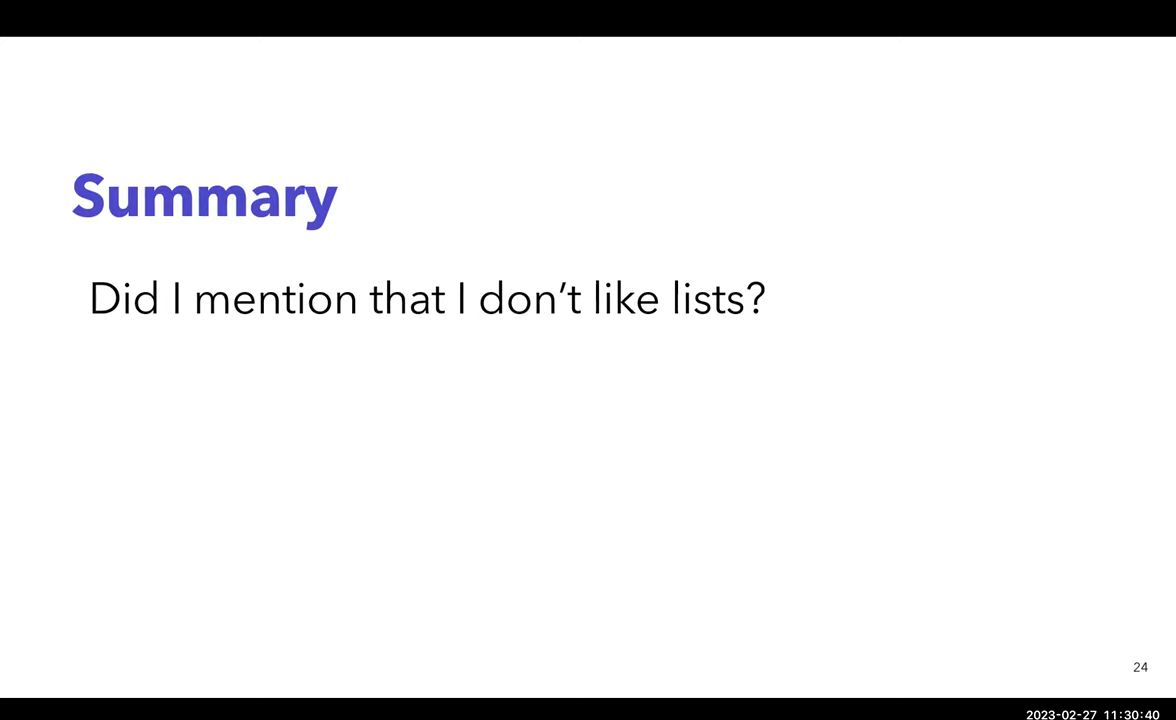 Summary
Did I mention that I don’t like lists?
24
2023-02-27 11:30:40